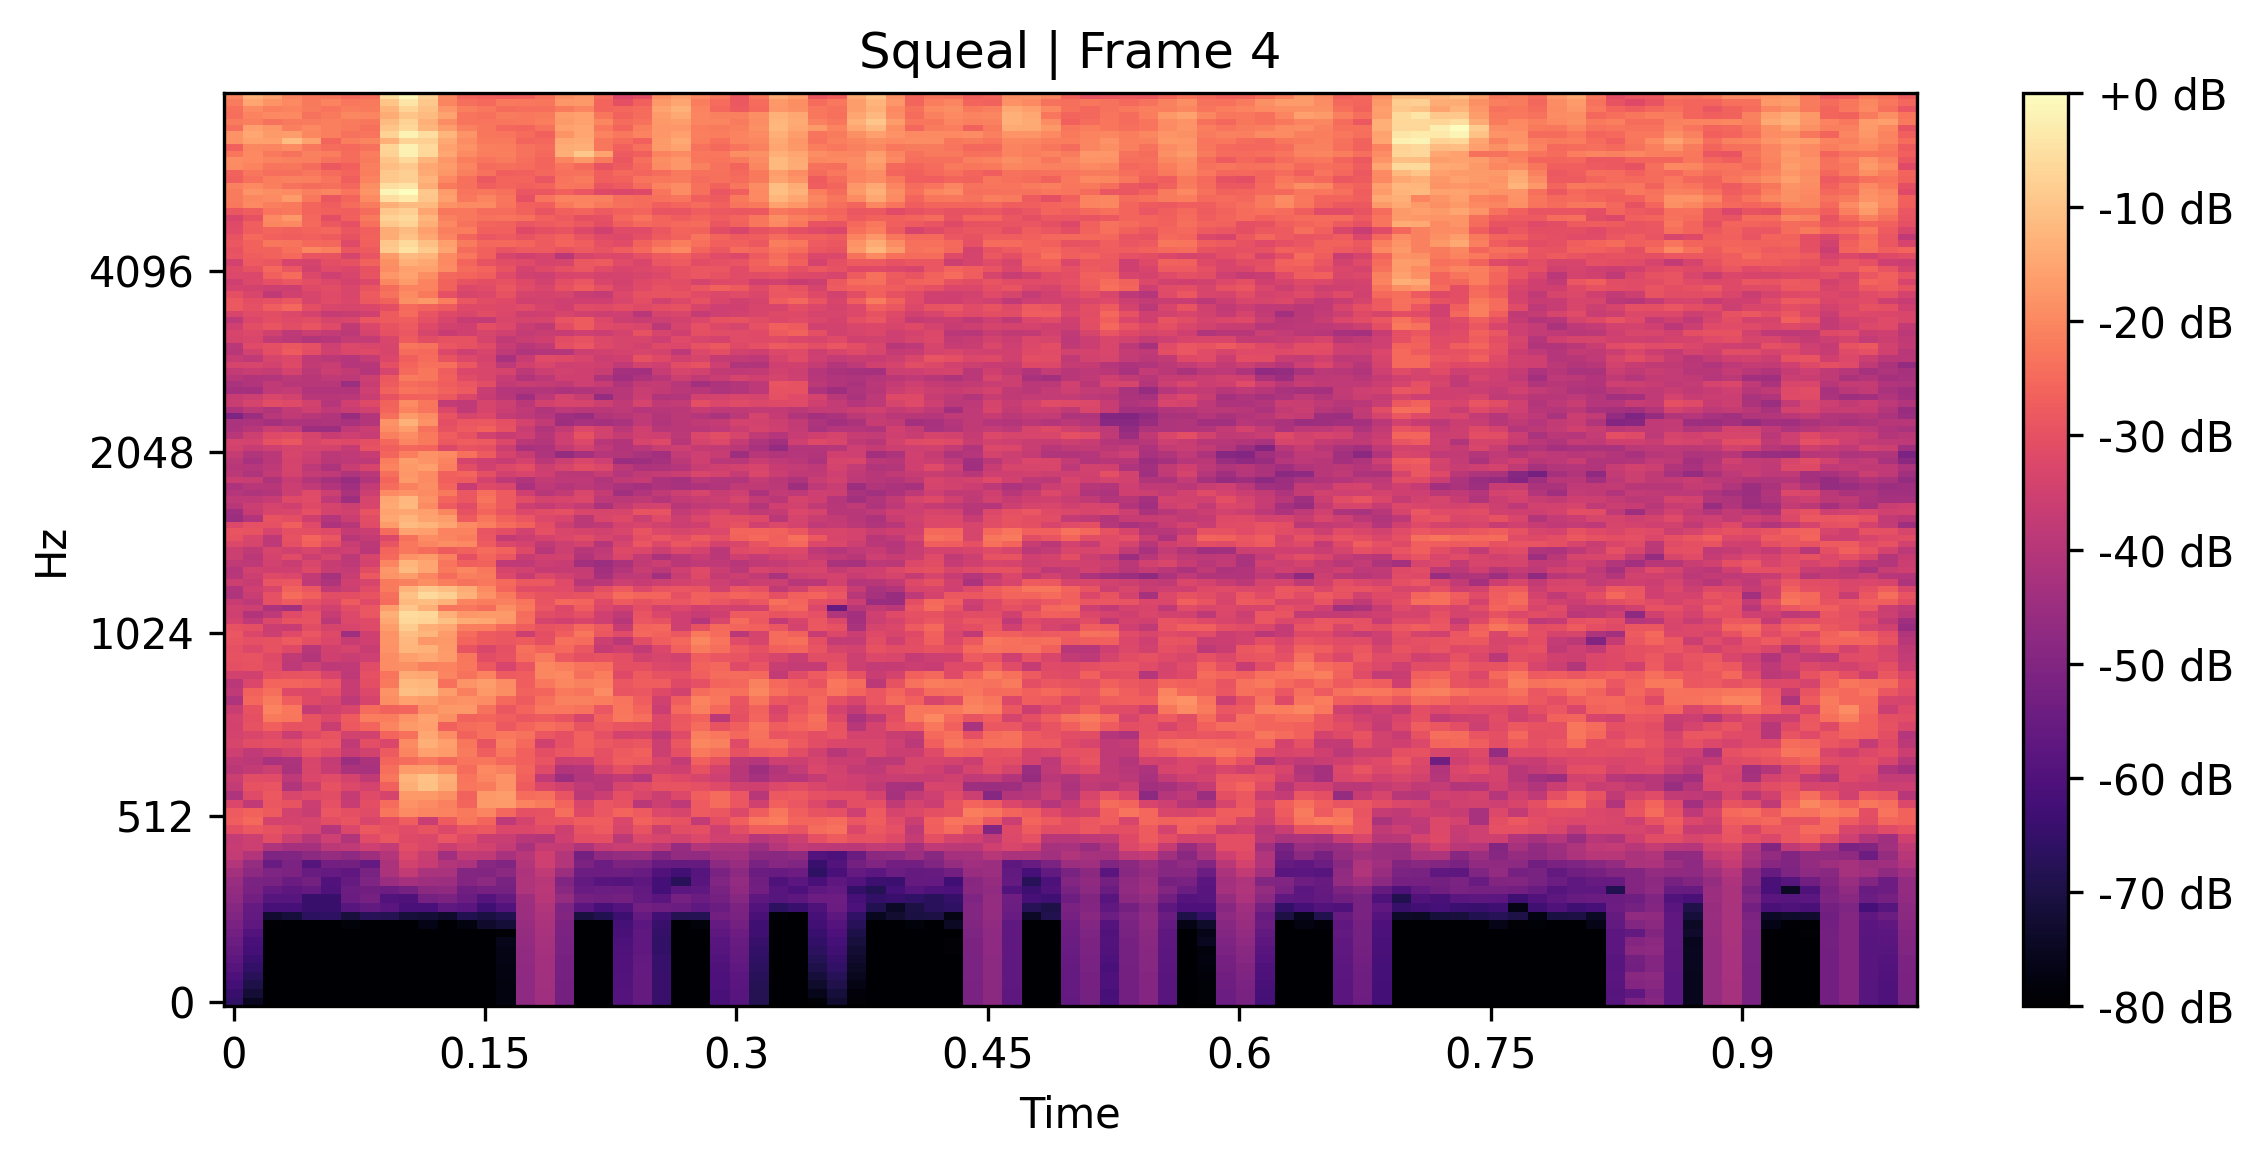 Squeal | Frame 4
+0 dB
-10 dB
-20 dB
-30 dB
-40 dB
-50 dB
-60 dB
-70 dB
-80 dB
4096
2048
1024
512
0
Hz
0 0.15 0.3 0.45 0.6 0.75 0.9
Time